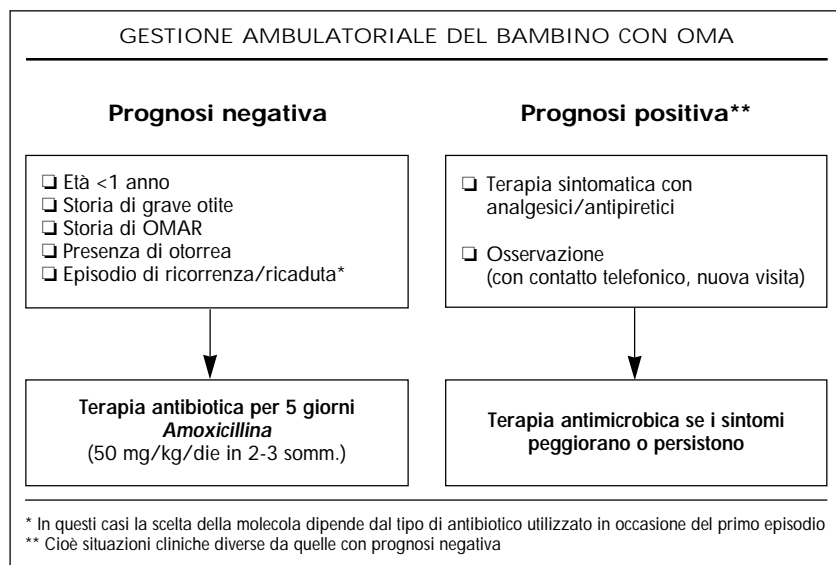 GESTIONE AMBULATORIALE DEL BAMBINO CON OMA
Prognosi negativa
❏ Età <1 anno
❏ Storia di grave otite
❏ Storia di OMAR
❏ Presenza di otorrea
❏ Episodio di ricorrenza/ricaduta*
Terapia antibiotica per 5 giorni
Amoxicillina
(50 mg/kg/die in 2-3 somm.)
Prognosi positiva**
❏ Terapia sintomatica con
analgesici/antipiretici
❏ Osservazione
(con contatto telefonico, nuova visita)
Terapia antimicrobica se i sintomi
peggiorano o persistono
* In questi casi la scelta della molecola dipende dal tipo di antibiotico utilizzato in occasione del primo episodio
** Cioè situazioni cliniche diverse da quelle con prognosi negativa